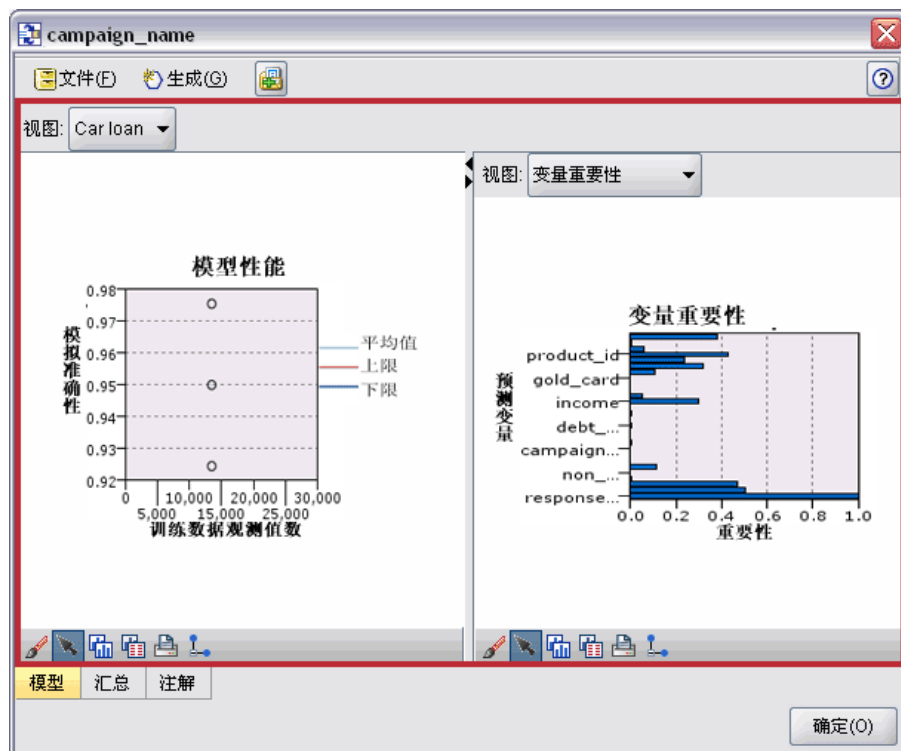 campaign_name
文件(F) 生成(G)
视图: Car loan
模型性能
模拟准确性
0.98
0.97
0.96
0.95
0.94
0.93
0.92
0 10,000 20,000 30,000
5,000 15,000 25,000
训练数据观测值数
平均值
上限
下限
视图: 变量重要性
变量重要性
预测变量
product_id
gold_card
income
debt_...
campaign...
non_...
response...
0.0 0.2 0.4 0.6 0.8 1.0
重要性
模型 汇总 注解
确定(O)